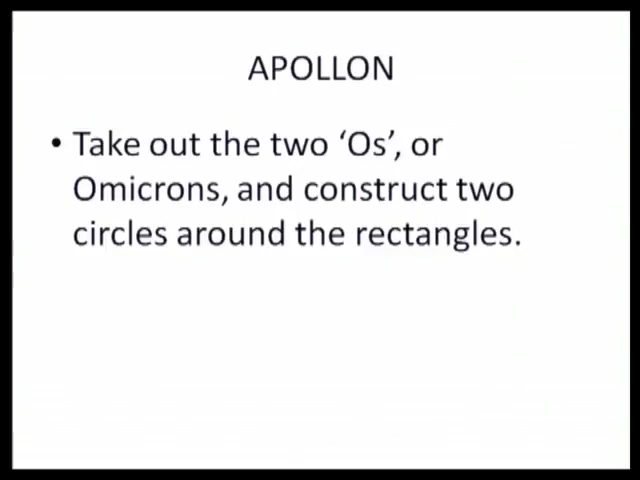 APOLLON
• Take out the two ‘Os’, or
Omicrons, and construct two
circles around the rectangles.